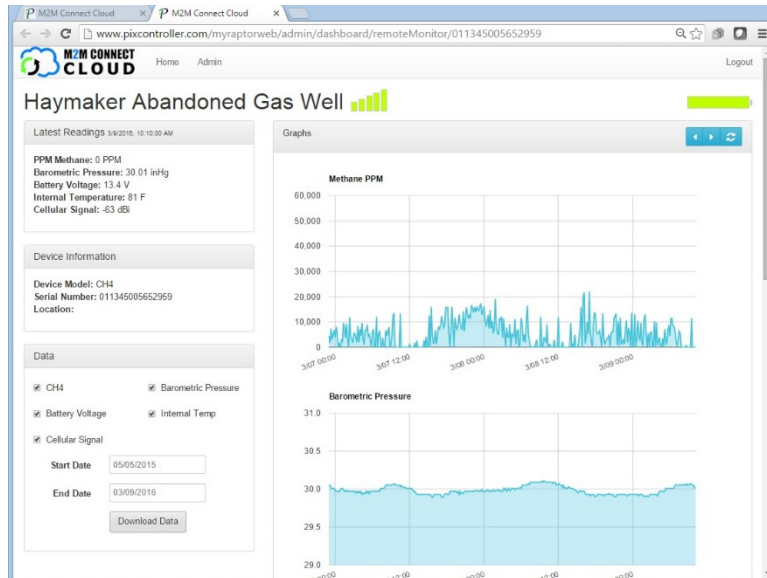 M2M Connect Cloud
M2M Connect Cloud
www.pixcontroller.com/myraptorweb/admin/dashboard/remoteMonitor/011345005652959
M2M CONNECT
CLOUD
Home
Admin
Logout
Haymaker Abandoned Gas Well
Latest Readings 3/9/2016, 10:10:00 AM
PPM Methane: 0 PPM
Barometric Pressure: 30.01 inHg
Battery Voltage: 13.4 V
Internal Temperature: 81 F
Cellular Signal: -63 dBi
Device Information
Device Model: CH4
Serial Number: 011345005652959
Location:
Data
CH4
Barometric Pressure
Battery Voltage
Internal Temp
Cellular Signal
Start Date
05/05/2015
End Date
03/09/2016
Download Data
Graphs
Methane PPM
60,000
50,000
40,000
30,000
20,000
10,000
0
3/07 00:00
3/07 12:00
3/08 00:00
3/08 12:00
3/09 00:00
Barometric Pressure
31.0
30.5
30.0
29.5
29.0